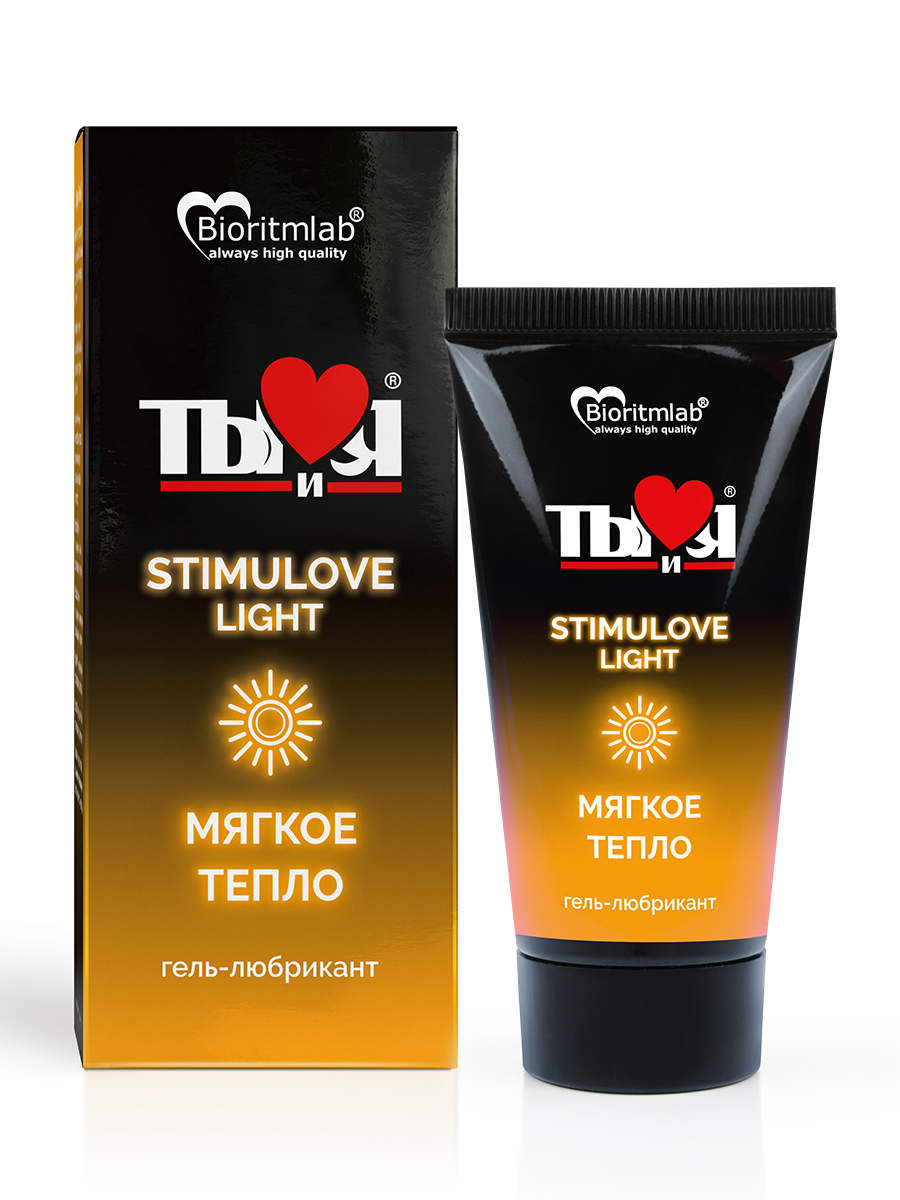 Bioritmlab®
always high quality
ТЫ Я®
и
STIMULOVE
LIGHT
МЯГКОЕ
ТЕПЛО
гель-любрикант
Bioritmlab®
always high quality
ТЫ Я®
и
STIMULOVE
LIGHT
МЯГКОЕ
ТЕПЛО
гель-любрикант